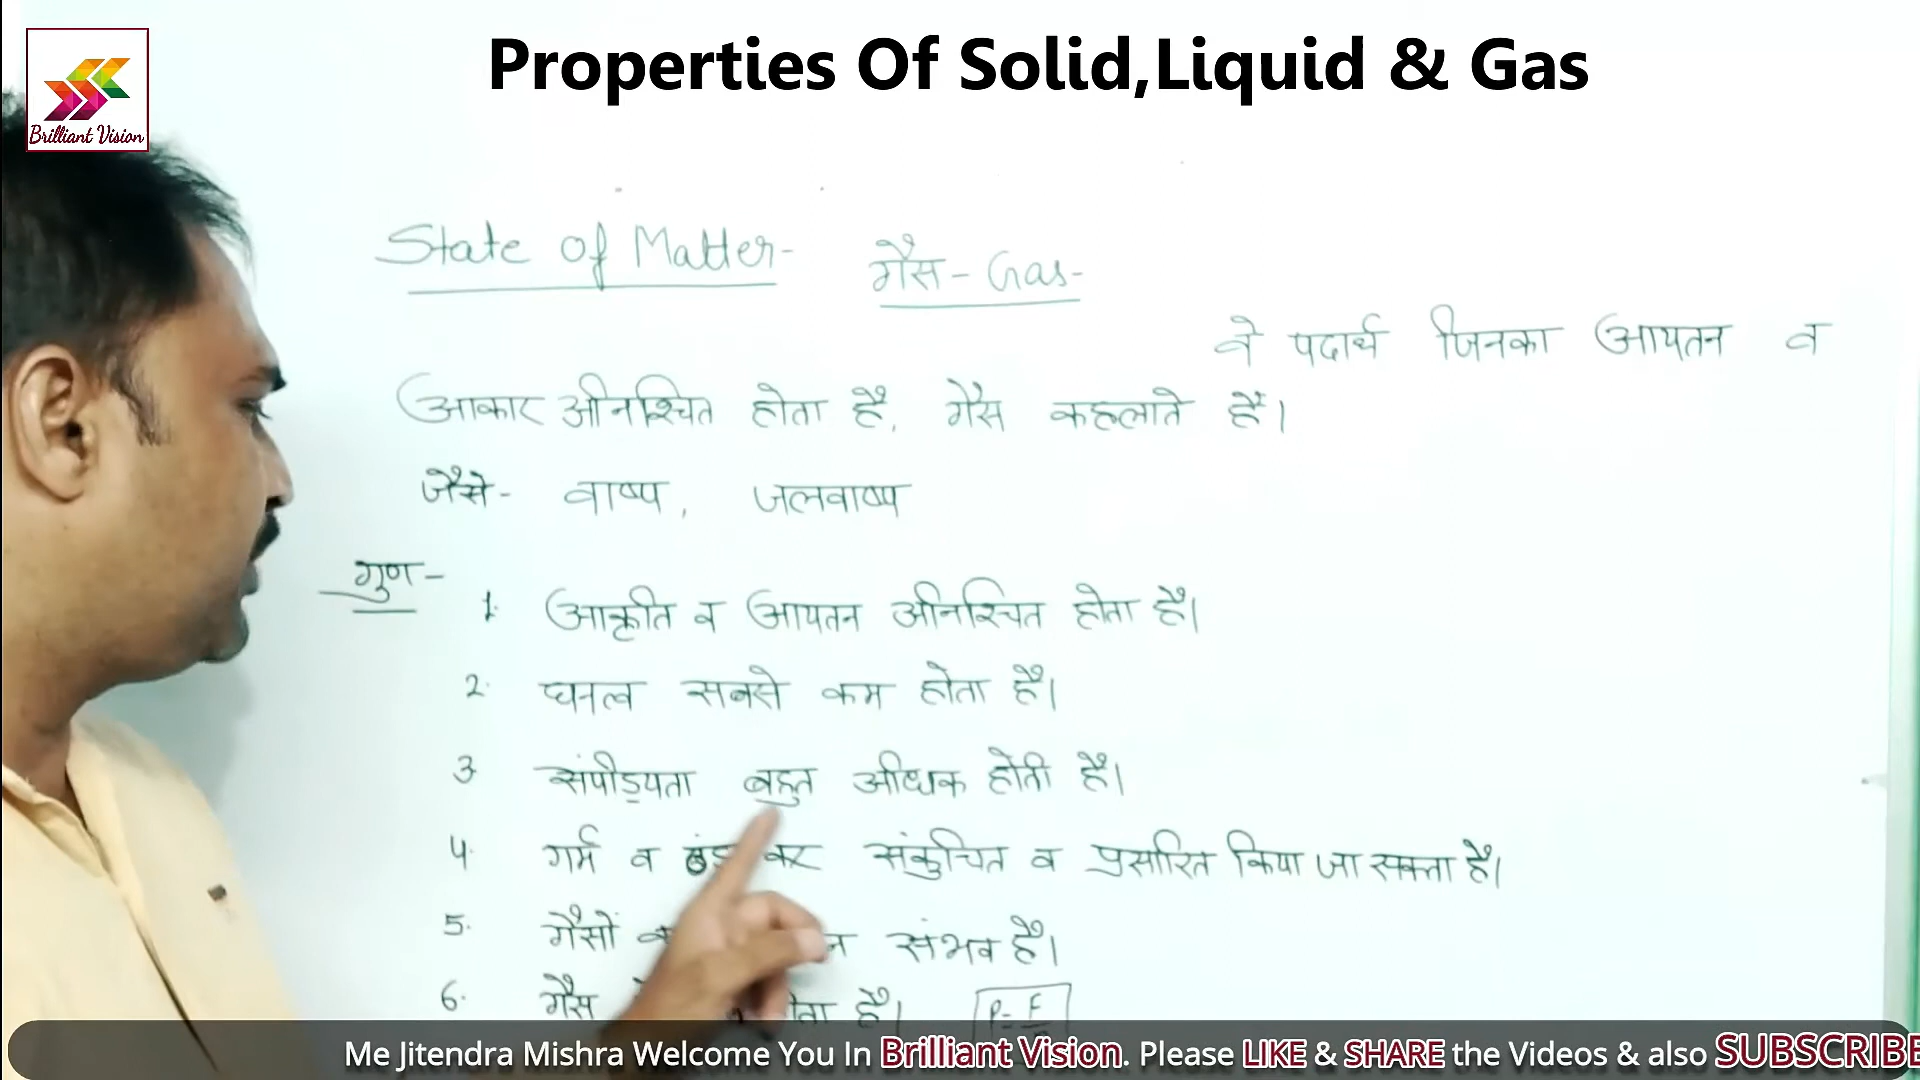 Properties Of Solid,Liquid & Gas
Brilliant Vision
State of Matter- गैस - Gas-
वे पदार्थ जिनका आयतन व
आकार अनिश्चित होता है, गैस कहलाते हैं।
जैसे- वाष्प, जलवाष्प
गुण-
1. आकृति व आयतन अनिश्चित होता है।
2. घनत्व सबसे कम होता है।
3. संपीड्यता बहुत अधिक होती है।
4. गर्म व कर संकुचित व प्रसारित किया जा सकता है।
5. गैसों संभव है।
6. गैस है।
Me Jitendra Mishra Welcome You In Brilliant Vision. Please LIKE & SHARE the Videos & also SUBSCRIBE